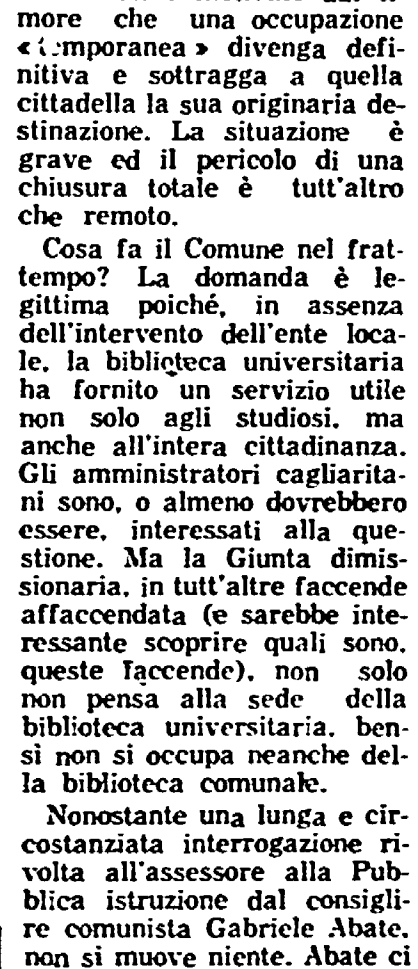 more che una occupazione
« temporanea » divenga defi-
nitiva e sottragga a quella
cittadella la sua originaria de-
stinazione. La situazione è
grave ed il pericolo di una
chiusura totale è tutt'altro
che remoto.
Cosa fa il Comune nel frat-
tempo? La domanda è le-
gittima poiché, in assenza
dell'intervento dell'ente loca-
le, la biblioteca universitaria
ha fornito un servizio utile
non solo agli studiosi, ma
anche all'intera cittadinanza.
Gli amministratori cagliarita-
ni sono, o almeno dovrebbero
essere, interessati alla que-
stione. Ma la Giunta dimis-
sionaria, in tutt'altre faccende
affaccendata (e sarebbe inte-
ressante scoprire quali sono,
queste faccende), non solo
non pensa alla sede della
biblioteca universitaria, ben-
sì non si occupa neanche del-
la biblioteca comunale.
Nonostante una lunga e cir-
costanziata interrogazione ri-
volta all'assessore alla Pub-
blica istruzione dal consiglie-
re comunista Gabriele Abate,
non si muove niente. Abate ci